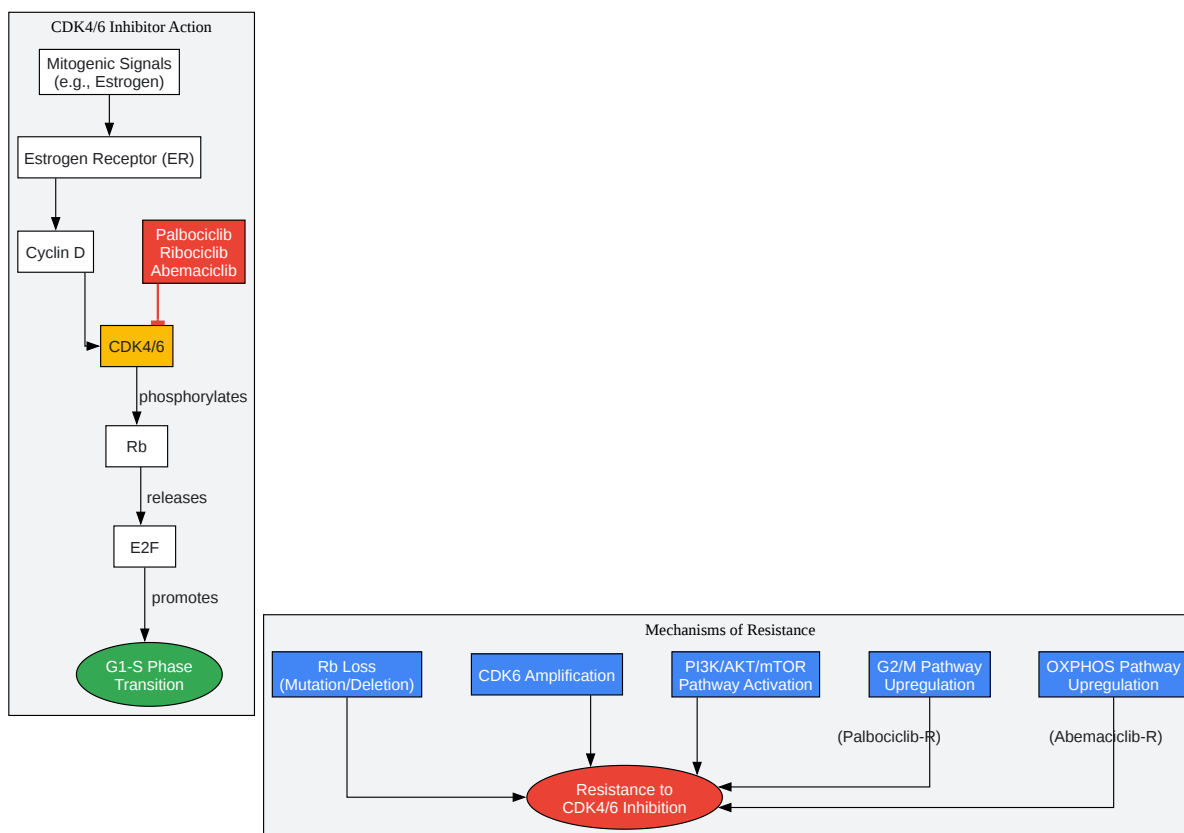 CDK4/6 Inhibitor Action
Mitogenic Signals
(e.g., Estrogen)
Estrogen Receptor (ER)
Cyclin D
Palbociclib
Ribociclib
Abemaciclib
CDK4/6
phosphorylates
Rb
releases
E2F
promotes
G1-S Phase
Transition
Mechanisms of Resistance
Rb Loss
(Mutation/Deletion)
CDK6 Amplification
PI3K/AKT/mTOR
Pathway Activation
G2/M Pathway
Upregulation
OXPHOS Pathway
Upregulation
(Palbociclib-R)
(Abemaciclib-R)
Resistance to
CDK4/6 Inhibition